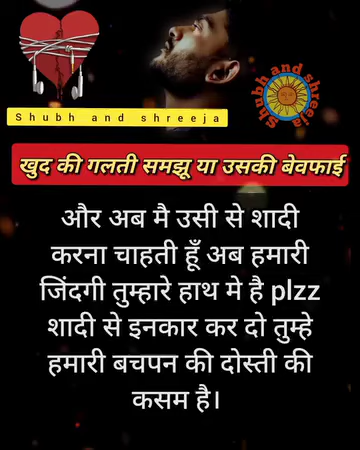 Shubh and shreeja
Shubh and shreeja
खुद की गलती समझू या उसकी बेवफाई
और अब मै उसी से शादी
करना चाहती हूँ अब हमारी
जिंदगी तुम्हारे हाथ मे है plzz
शादी से इनकार कर दो तुम्हे
हमारी बचपन की दोस्ती की
कसम है।